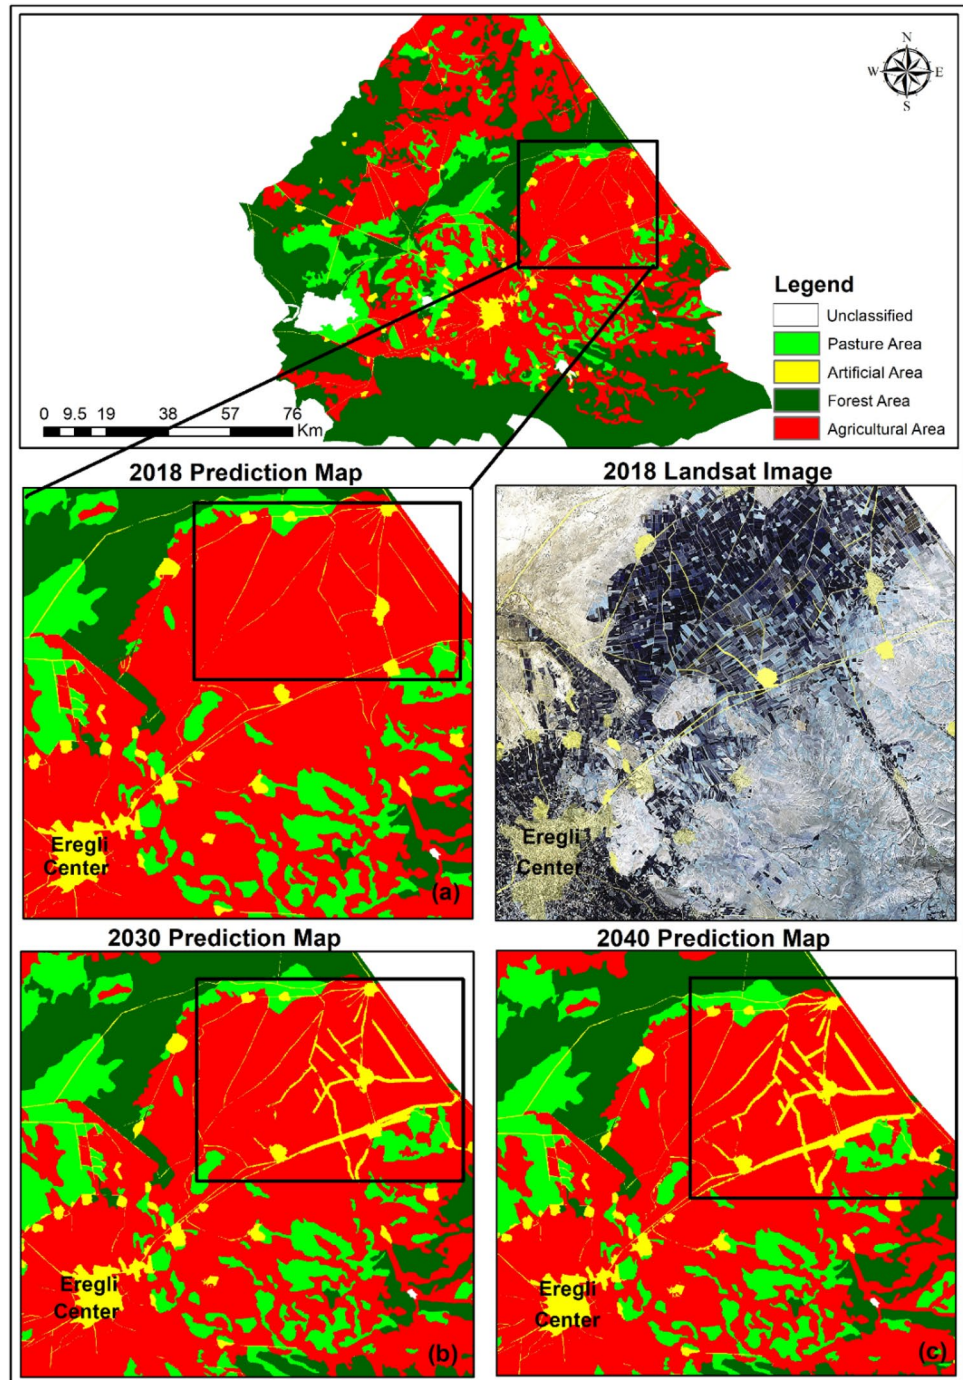 N
W E
S
Legend
Unclassified
Pasture Area
Artificial Area
Forest Area
Agricultural Area
0 9.5 19 38 57 76
Km
2018 Prediction Map
2018 Landsat Image
Eregli
Center
(a)
Eregli
Center
2030 Prediction Map
2040 Prediction Map
Eregli
Center
(b)
Eregli
Center
(c)